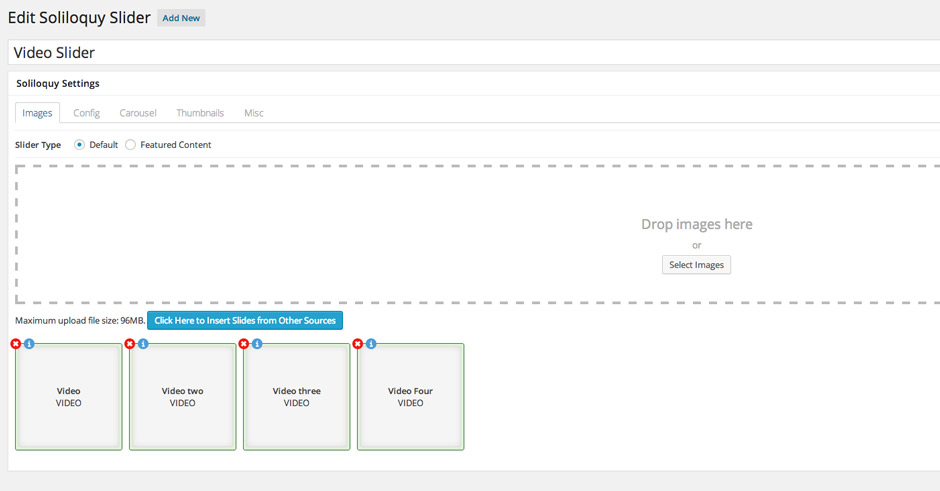 Edit Soliloquy Slider Add New
Video Slider
Soliloquy Settings
Images Config Carousel Thumbnails Misc
Slider Type Default Featured Content
Drop images here
or
Select Images
Maximum upload file size: 96MB. Click Here to Insert Slides from Other Sources
Video Video two Video three Video Four
VIDEO VIDEO VIDEO VIDEO